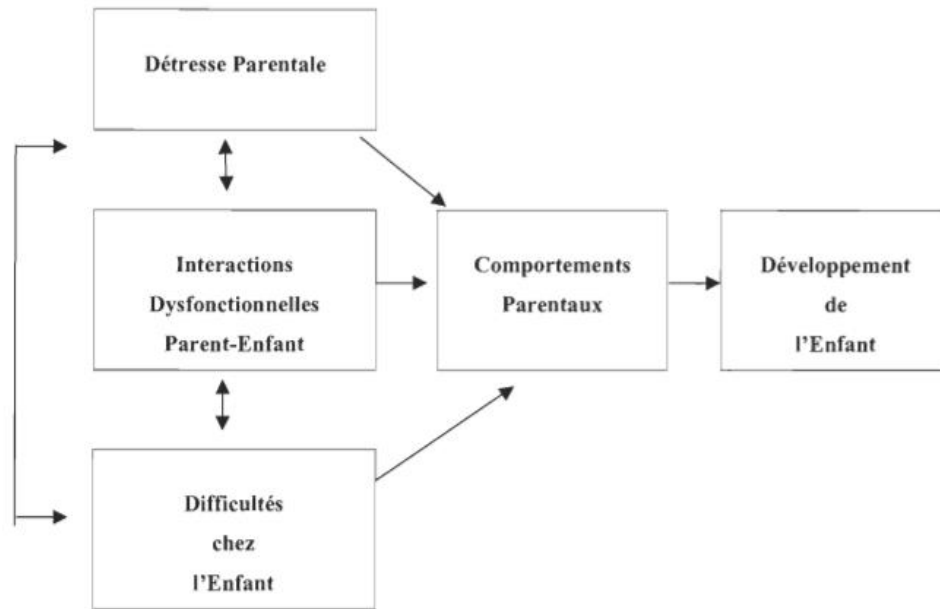 Détresse Parentale
Interactions
Dysfonctionnelles
Parent-Enfant
Comportements
Parentaux
Développement
de
l'Enfant
Difficultés
chez
l'Enfant